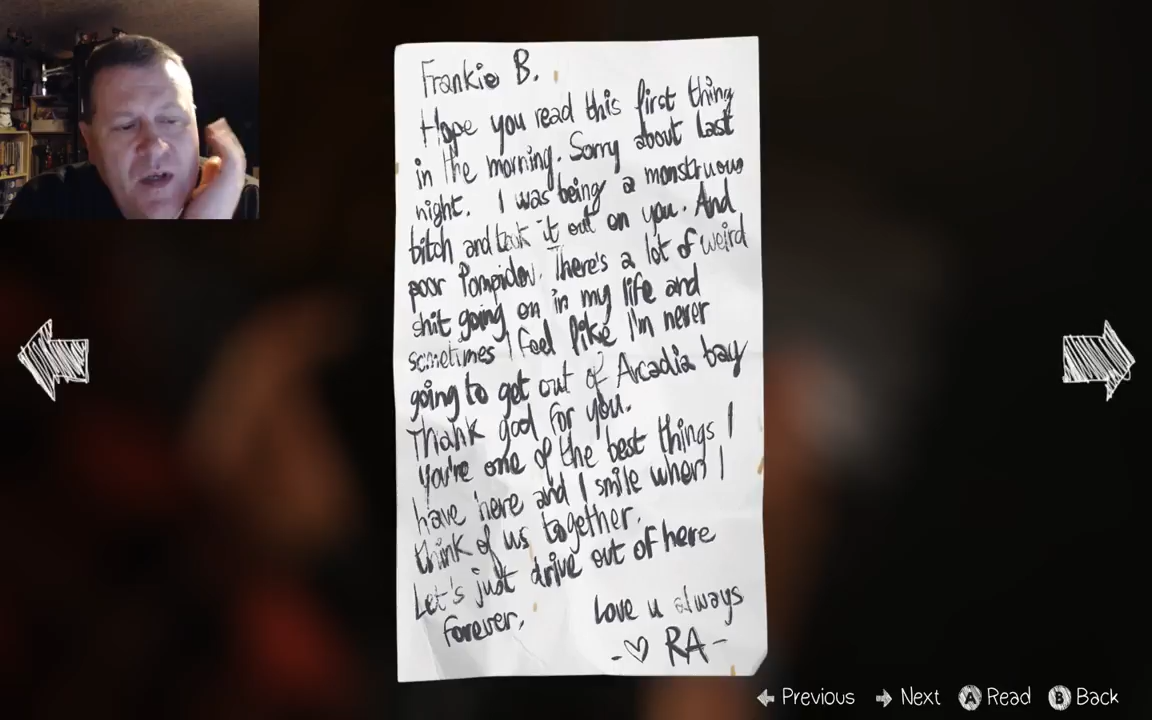 Frankie B.
Hope you read this first thing
in the morning. Sorry about last
night. I was being a monstruous
bitch and took it out on you. And
poor Pompidou. There's a lot of weird
shit going on in my life and
sometimes I feel like I'm never
going to get out of Arcadia bay
Thank god for you.
You're one of the best things I
have here and I smile when I
think of us together.
Let's just drive out of here
forever.
Love u always
-♡ RA-
Previous Next A Read B Back